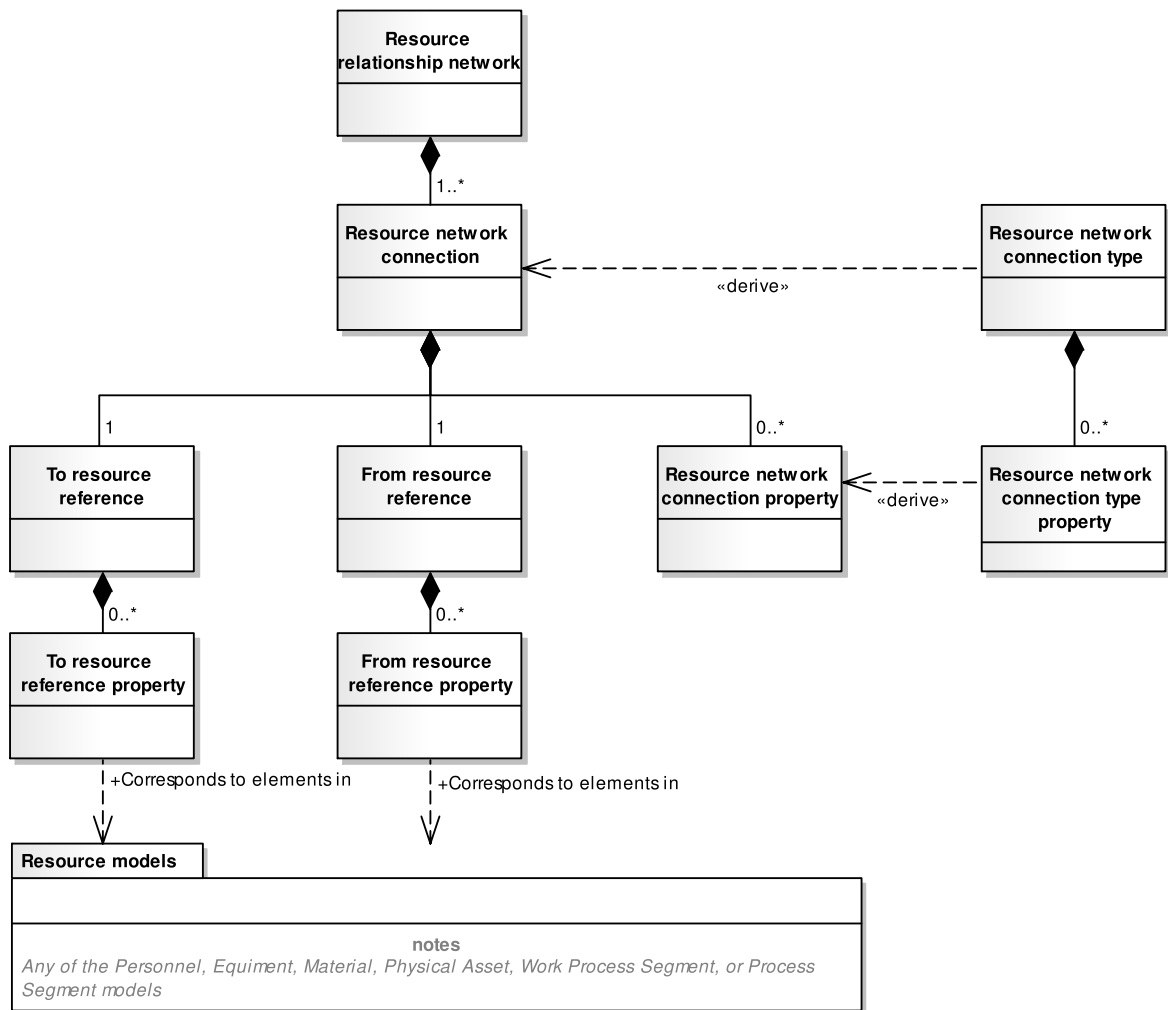 Resource
relationship network
1..*
Resource network
connection
Resource network
connection type
«derive»
1
1
0..*
0..*
To resource
reference
From resource
reference
Resource network
connection property
Resource network
connection type
property
«derive»
0..*
0..*
To resource
reference property
From resource
reference property
+Corresponds to elements in
+Corresponds to elements in
Resource models
notes
Any of the Personnel, Equiment, Material, Physical Asset, Work Process Segment, or Process
Segment models